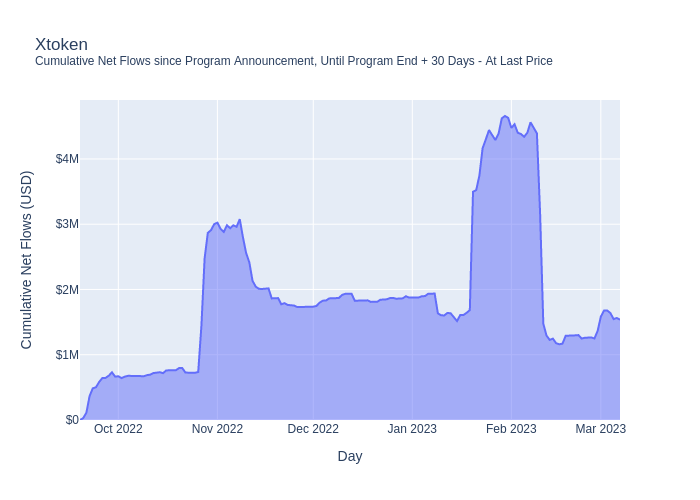 Xtoken
Cumulative Net Flows since Program Announcement, Until Program End + 30 Days - At Last Price
Cumulative Net Flows (USD)
$4M
$3M
$2M
$1M
$0
Oct 2022
Nov 2022
Dec 2022
Jan 2023
Feb 2023
Mar 2023
Day